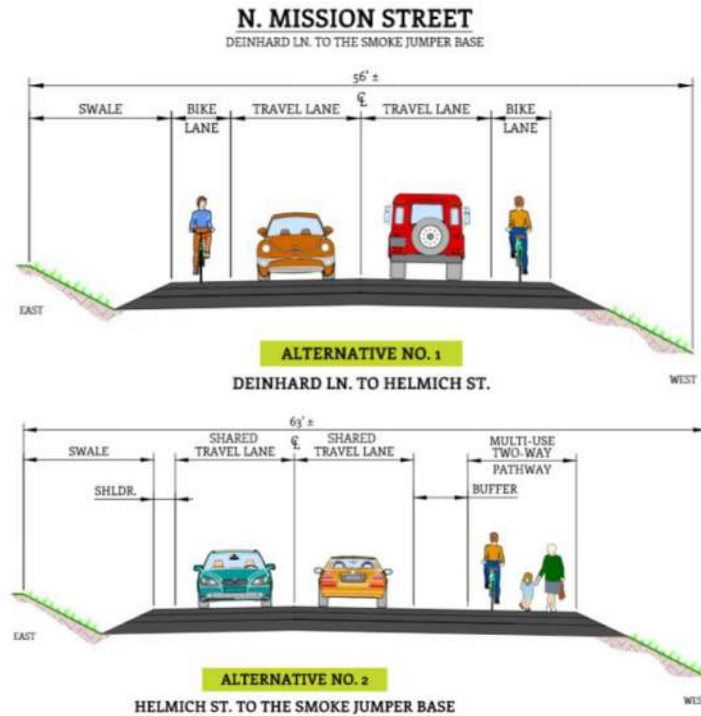 N. MISSION STREET
DEINHARD LN. TO THE SMOKE JUMPER BASE
56' ±
℄
SWALE
BIKE
LANE
TRAVEL LANE
TRAVEL LANE
BIKE
LANE
EAST
WEST
ALTERNATIVE NO. 1
DEINHARD LN. TO HELMICH ST.
63' ±
℄
SWALE
SHLDR.
SHARED
TRAVEL LANE
SHARED
TRAVEL LANE
BUFFER
MULTI-USE
TWO-WAY
PATHWAY
EAST
WES
ALTERNATIVE NO. 2
HELMICH ST. TO THE SMOKE JUMPER BASE